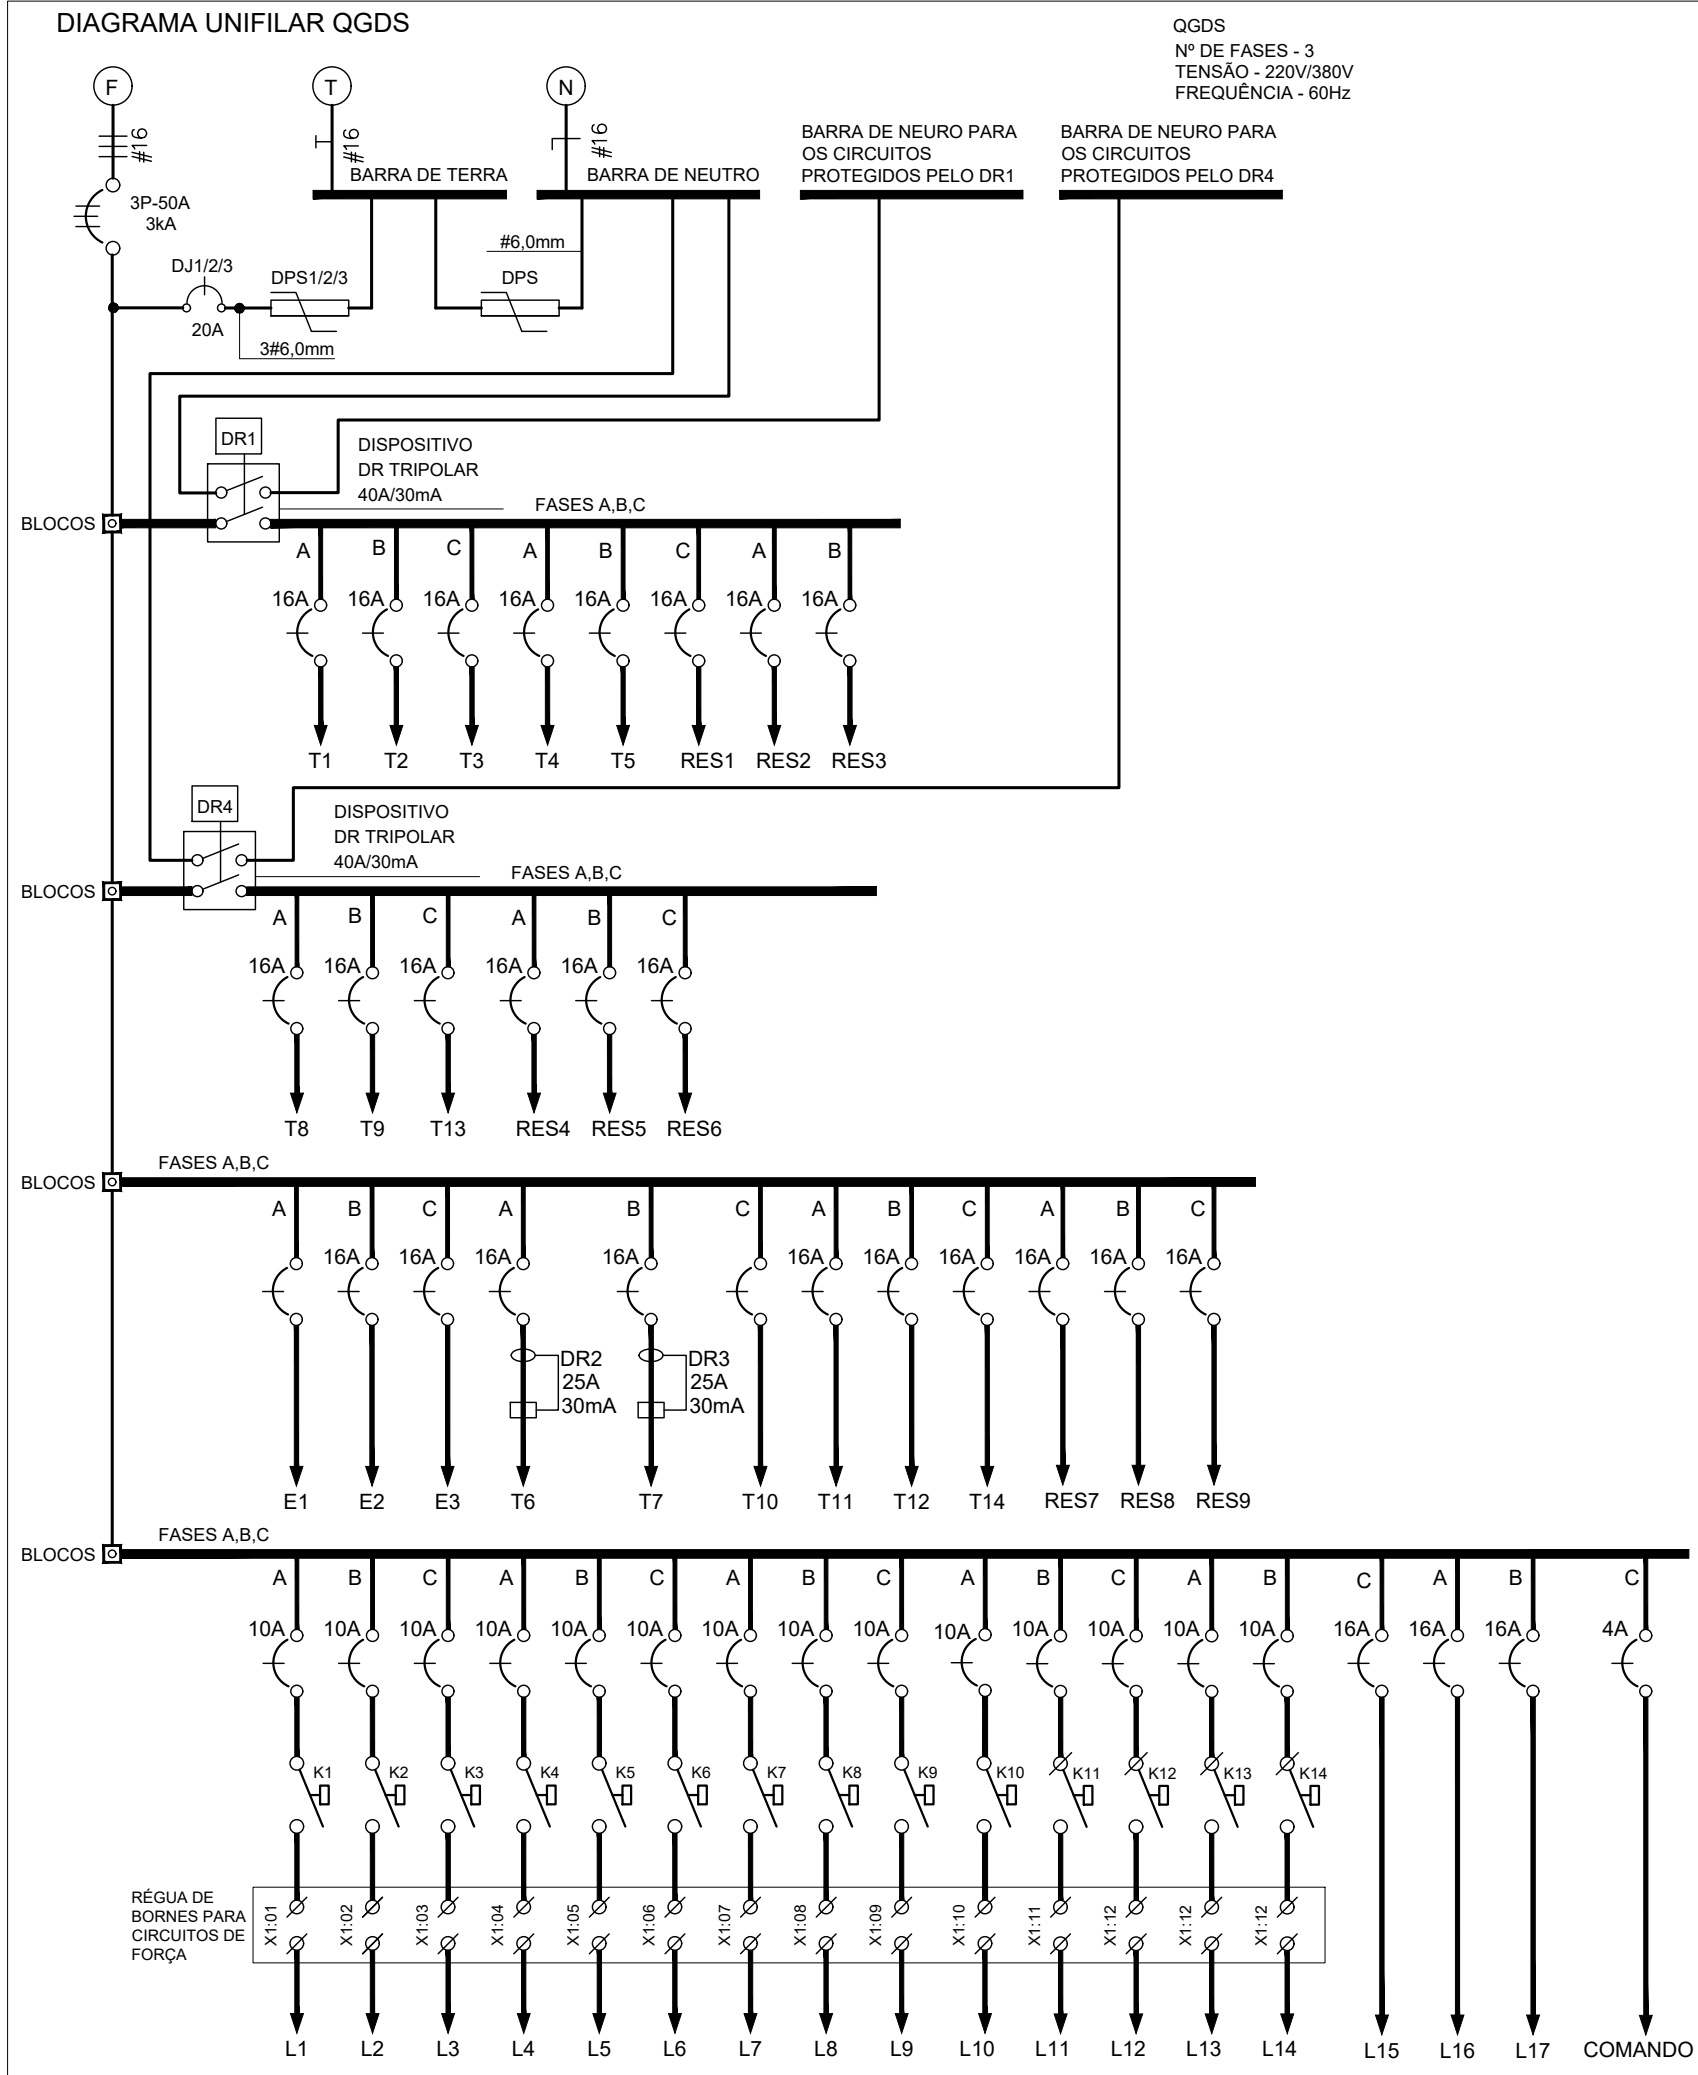 DIAGRAMA UNIFILAR QGDS
QGDS
Nº DE FASES - 3
TENSÃO - 220V/380V
FREQUÊNCIA - 60Hz
F
T
N
#16
#16
#16
BARRA DE TERRA
BARRA DE NEUTRO
BARRA DE NEURO PARA
OS CIRCUITOS
PROTEGIDOS PELO DR1
BARRA DE NEURO PARA
OS CIRCUITOS
PROTEGIDOS PELO DR4
3P-50A
3kA
DJ1/2/3
20A
DPS1/2/3
3#6,0mm
#6,0mm
DPS
DR1
DISPOSITIVO
DR TRIPOLAR
40A/30mA
FASES A,B,C
BLOCOS
A B C A B C A B
16A 16A 16A 16A 16A 16A 16A 16A
T1 T2 T3 T4 T5 RES1 RES2 RES3
DR4
DISPOSITIVO
DR TRIPOLAR
40A/30mA
FASES A,B,C
BLOCOS
A B C A B C
16A 16A 16A 16A 16A 16A
T8 T9 T13 RES4 RES5 RES6
FASES A,B,C
BLOCOS
A B C A B C A B C A B C
16A 16A 16A 16A 16A 16A 16A 16A 16A 16A
DR2
25A
30mA
DR3
25A
30mA
E1 E2 E3 T6 T7 T10 T11 T12 T14 RES7 RES8 RES9
FASES A,B,C
BLOCOS
A B C A B C A B C A B C A B C A B C
10A 10A 10A 10A 10A 10A 10A 10A 10A 10A 10A 10A 10A 10A 16A 16A 16A 4A
K1 K2 K3 K4 K5 K6 K7 K8 K9 K10 K11 K12 K13 K14
RÉGUA DE
BORNES PARA
CIRCUITOS DE
FORÇA
X1:01 X1:02 X1:03 X1:04 X1:05 X1:06 X1:07 X1:08 X1:09 X1:10 X1:11 X1:12 X1:12 X1:12
L1 L2 L3 L4 L5 L6 L7 L8 L9 L10 L11 L12 L13 L14 L15 L16 L17 COMANDO